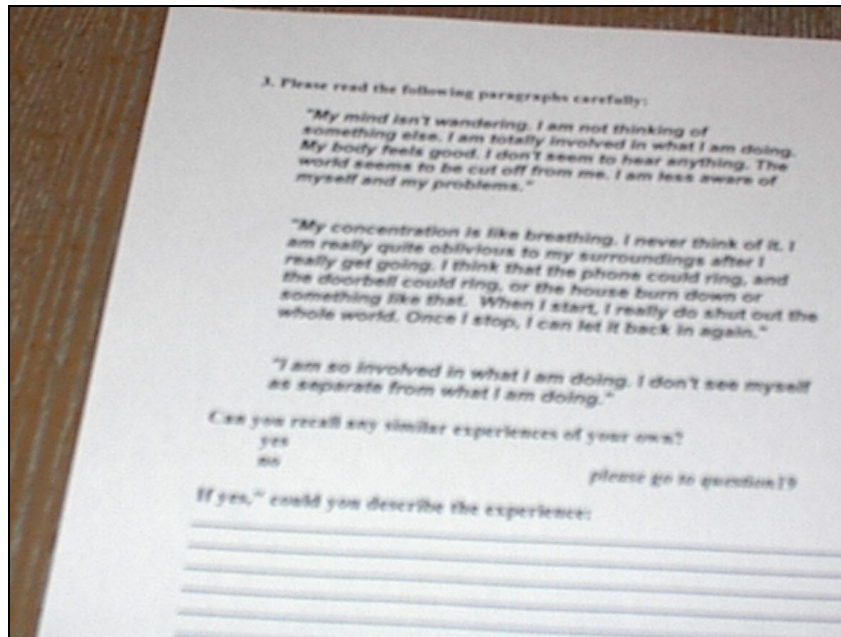 3. Please read the following paragraphs carefully:
"My mind isn't wandering. I am not thinking of
something else. I am totally involved in what I am doing.
My body feels good. I don't seem to hear anything. The
world seems to be cut off from me. I am less aware of
myself and my problems."
"My concentration is like breathing. I never think of it. I
am really quite oblivious to my surroundings after I
really get going. I think that the phone could ring, and
the doorbell could ring, or the house burn down or
something like that. When I start, I really do shut out the
whole world. Once I stop, I can let it back in again."
"I am so involved in what I am doing. I don't see myself
as separate from what I am doing."
Can you recall any similar experiences of your own?
yes
no please go to question19
If yes," could you describe the experience: